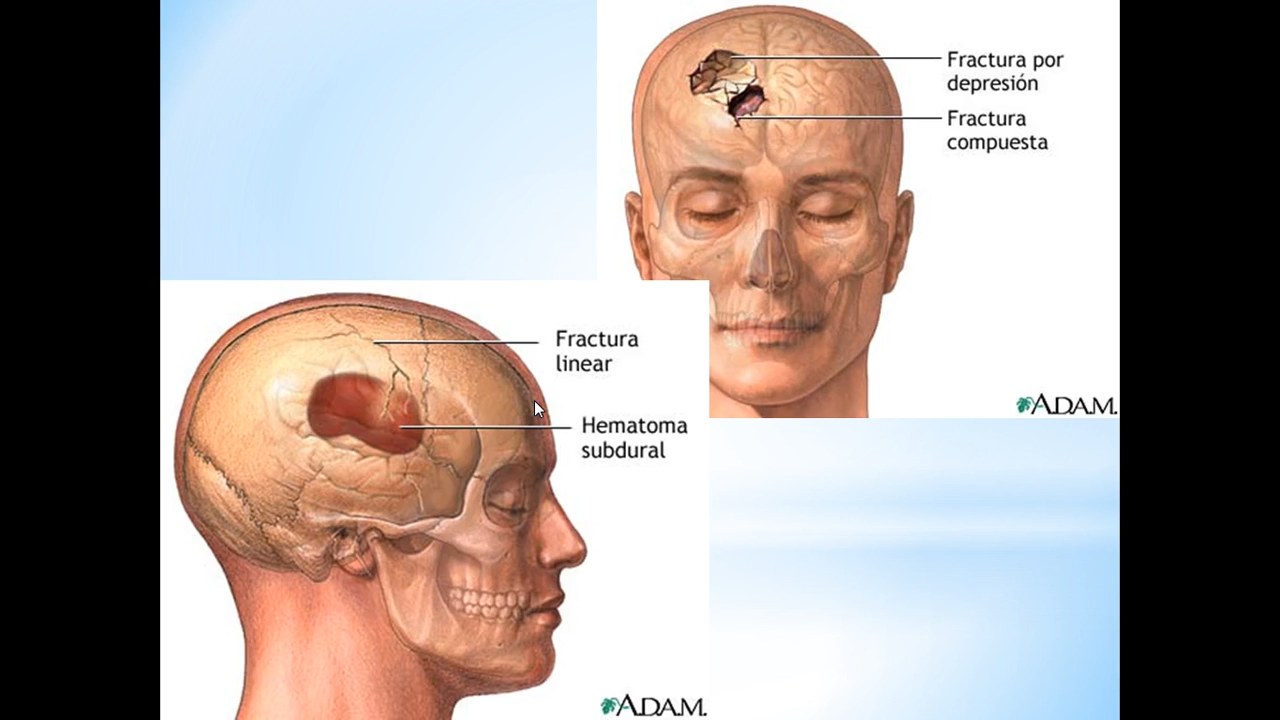 Fractura por
depresión
Fractura
compuesta
A.D.A.M.
Fractura
linear
Hematoma
subdural
A.D.A.M.